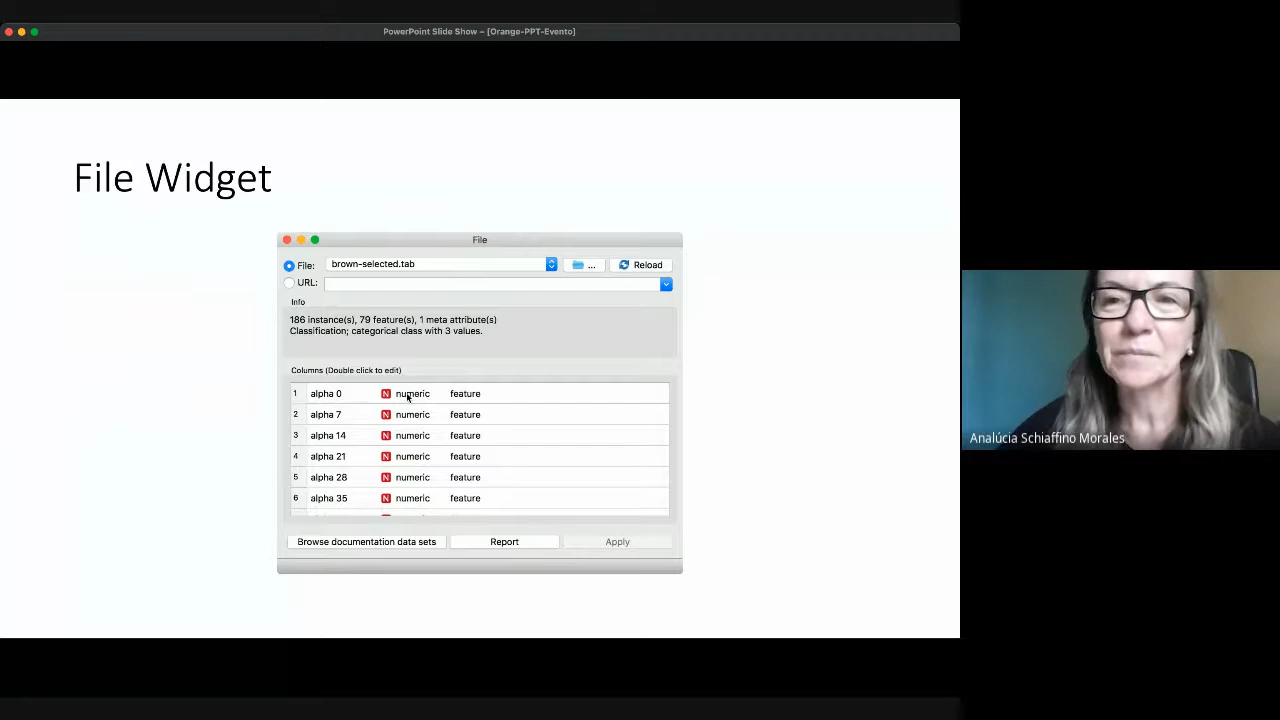 PowerPoint Slide Show – [Orange-PPT-Evento]
File Widget
File
File: brown-selected.tab ... Reload
URL:
Info
186 instance(s), 79 feature(s), 1 meta attribute(s)
Classification; categorical class with 3 values.
Columns (Double click to edit)
1 alpha 0 N numeric feature
2 alpha 7 N numeric feature
3 alpha 14 N numeric feature
4 alpha 21 N numeric feature
5 alpha 28 N numeric feature
6 alpha 35 N numeric feature
Browse documentation data sets Report Apply
Analúcia Schiaffino Morales